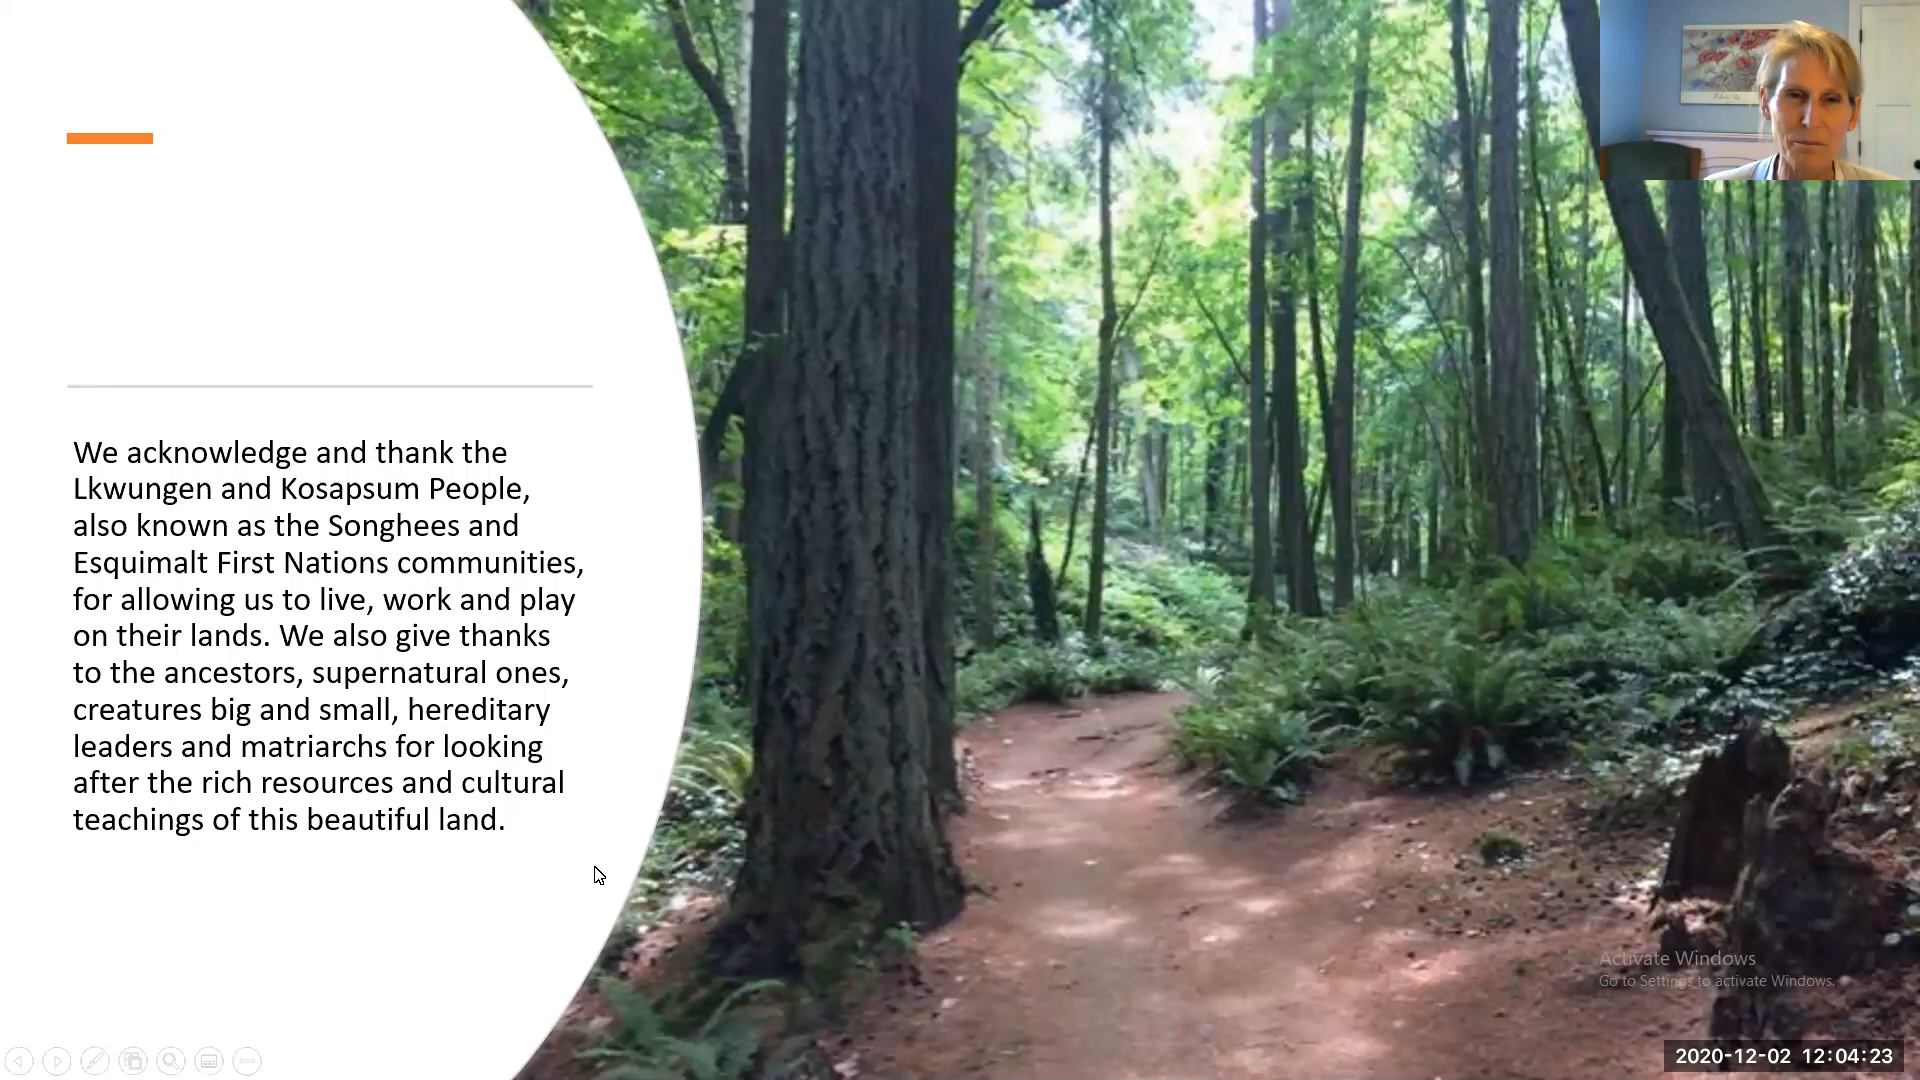 We acknowledge and thank the
Lkwungen and Kosapsum People,
also known as the Songhees and
Esquimalt First Nations communities,
for allowing us to live, work and play
on their lands. We also give thanks
to the ancestors, supernatural ones,
creatures big and small, hereditary
leaders and matriarchs for looking
after the rich resources and cultural
teachings of this beautiful land.
Activate Windows
Go to Settings to activate Windows.
2020-12-02 12:04:23